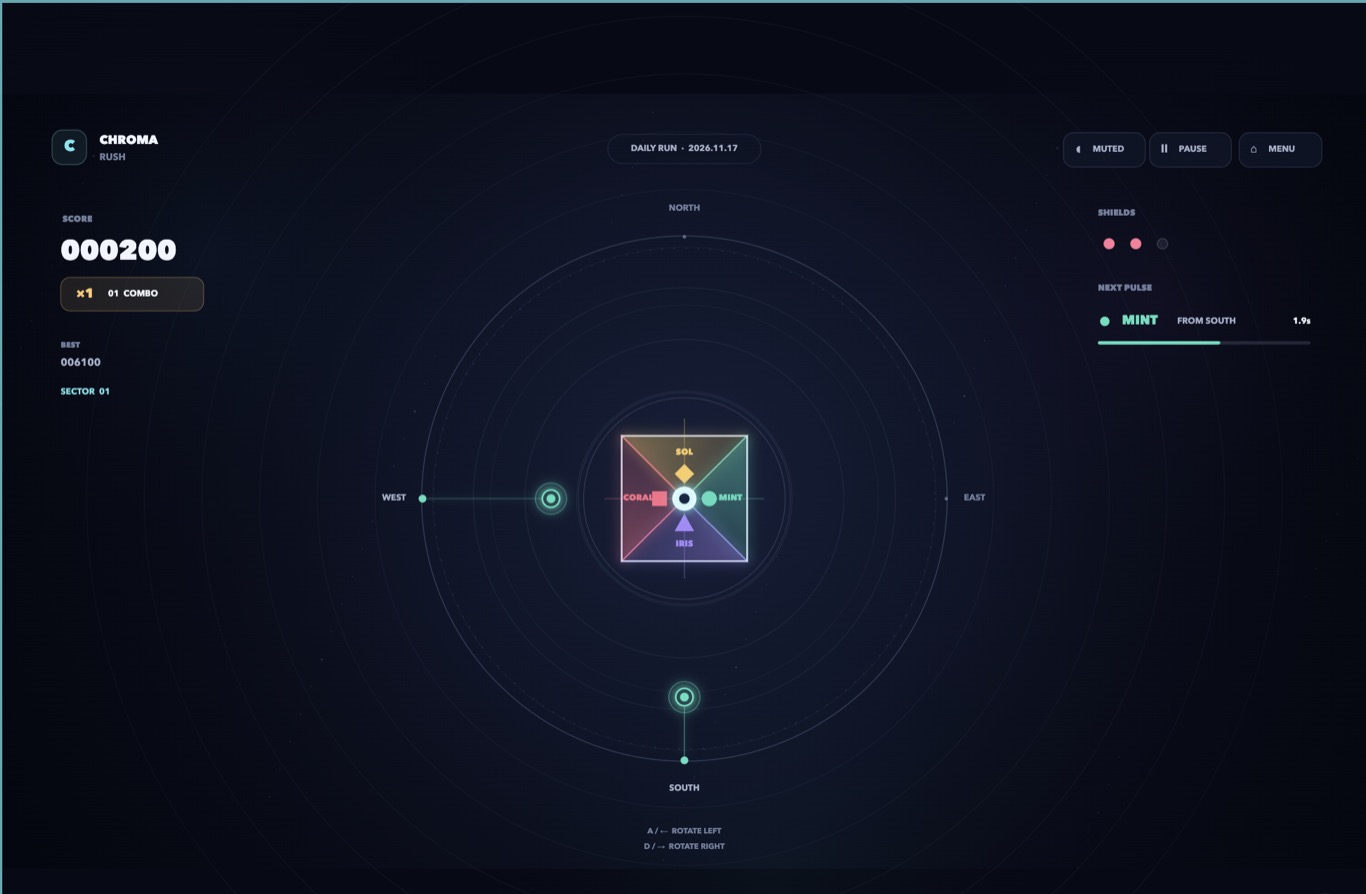 C
CHROMA
RUSH
DAILY RUN · 2026.11.17
MUTED
PAUSE
MENU
SCORE
000200
×1 01 COMBO
BEST
006100
SECTOR 01
SHIELDS
NEXT PULSE
MINT FROM SOUTH 1.9s
NORTH
WEST
EAST
SOL
CORAL
MINT
IRIS
SOUTH
A / ← ROTATE LEFT
D / → ROTATE RIGHT